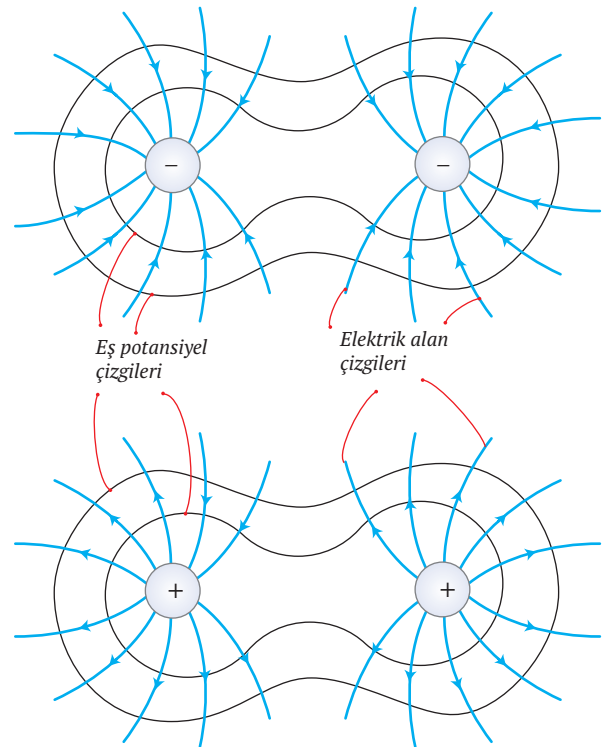 − −
Eş potansiyel
çizgileri
Elektrik alan
çizgileri
+ +